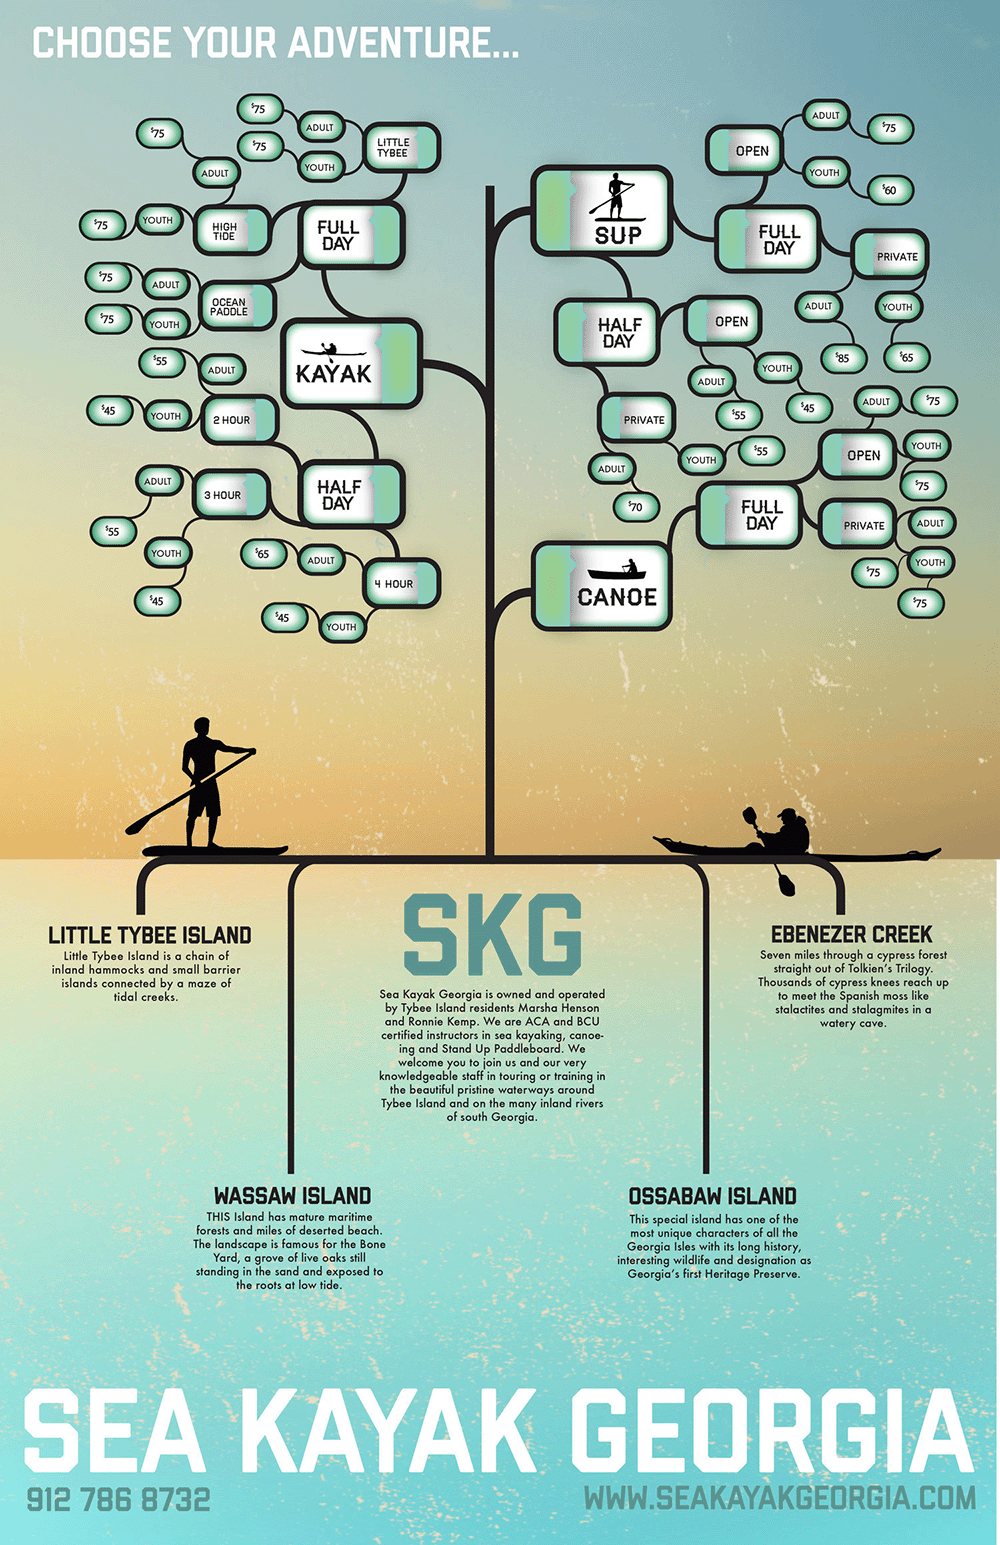 CHOOSE YOUR ADVENTURE...
KAYAK
FULL
DAY
LITTLE
TYBEE
ADULT
$75
YOUTH
$75
HIGH
TIDE
ADULT
$75
YOUTH
$75
OCEAN
PADDLE
ADULT
$75
YOUTH
$75
HALF
DAY
2 HOUR
ADULT
$55
YOUTH
$45
3 HOUR
ADULT
$55
YOUTH
$45
4 HOUR
ADULT
$65
YOUTH
$45
SUP
FULL
DAY
OPEN
ADULT
$75
YOUTH
$60
PRIVATE
ADULT
$85
YOUTH
$65
HALF
DAY
OPEN
ADULT
$55
YOUTH
$45
PRIVATE
ADULT
$70
YOUTH
$55
CANOE
FULL
DAY
OPEN
ADULT
$75
YOUTH
$75
PRIVATE
ADULT
$75
YOUTH
$75
LITTLE TYBEE ISLAND
Little Tybee Island is a chain of
inland hammocks and small barrier
islands connected by a maze of
tidal creeks.
SKG
Sea Kayak Georgia is owned and operated
by Tybee Island residents Marsha Henson
and Ronnie Kemp. We are ACA and BCU
certified instructors in sea kayaking, canoe-
ing and Stand Up Paddleboard. We
welcome you to join us and our very
knowledgeable staff in touring or training in
the beautiful pristine waterways around
Tybee Island and on the many inland rivers
of south Georgia.
EBENEZER CREEK
Seven miles through a cypress forest
straight out of Tolkien's Trilogy.
Thousands of cypress knees reach up
to meet the Spanish moss like
stalactites and stalagmites in a
watery cave.
WASSAW ISLAND
THIS Island has mature maritime
forests and miles of deserted beach.
The landscape is famous for the Bone
Yard, a grove of live oaks still
standing in the sand and exposed to
the roots at low tide.
OSSABAW ISLAND
This special island has one of the
most unique characters of all the
Georgia Isles with its long history,
interesting wildlife and designation as
Georgia's first Heritage Preserve.
SEA KAYAK GEORGIA
912 786 8732
WWW.SEAKAYAKGEORGIA.COM